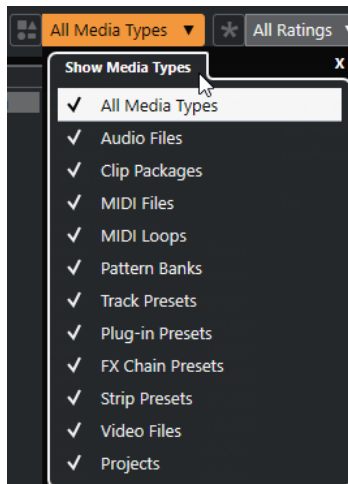 All Media Types ▼ All Ratings
Show Media Types X
✓ All Media Types
✓ Audio Files
✓ Clip Packages
✓ MIDI Files
✓ MIDI Loops
✓ Pattern Banks
✓ Track Presets
✓ Plug-in Presets
✓ FX Chain Presets
✓ Strip Presets
✓ Video Files
✓ Projects